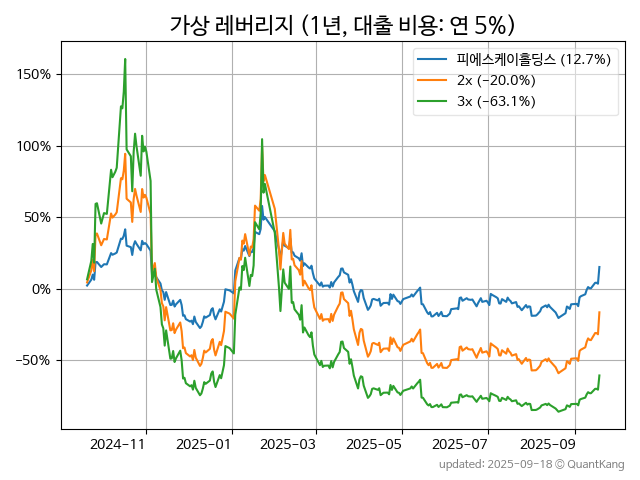 가상 레버리지 (1년, 대출 비용: 연 5%)
피에스케이홀딩스 (12.7%)
2x (−20.0%)
3x (−63.1%)
150%
100%
50%
0%
−50%
2024−11 2025−01 2025−03 2025−05 2025−07 2025−09
updated: 2025-09-18 © QuantKang